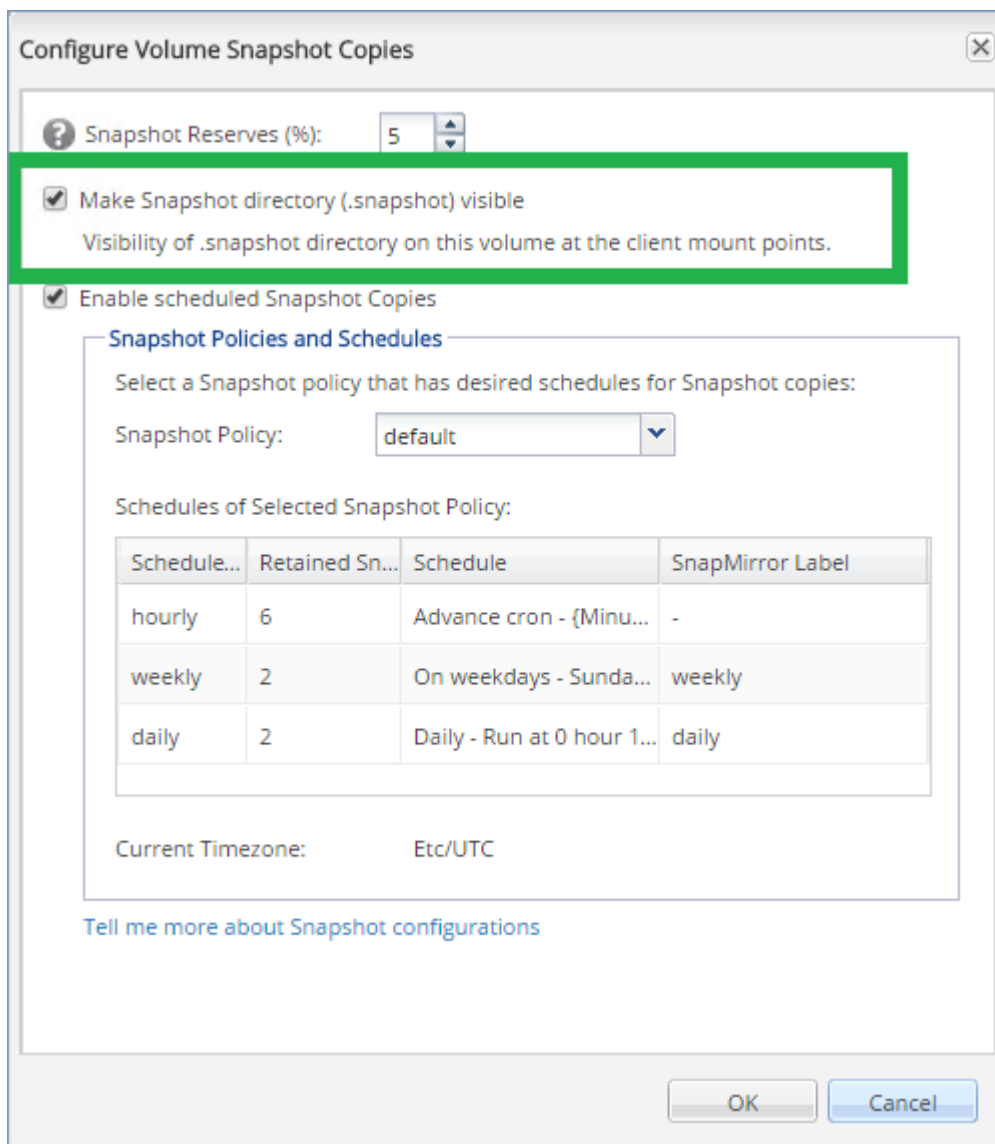 Configure Volume Snapshot Copies
Snapshot Reserves (%): 5
Make Snapshot directory (.snapshot) visible
Visibility of .snapshot directory on this volume at the client mount points.
Enable scheduled Snapshot Copies
Snapshot Policies and Schedules
Select a Snapshot policy that has desired schedules for Snapshot copies:
Snapshot Policy: default
Schedules of Selected Snapshot Policy:
Schedule... Retained Sn... Schedule SnapMirror Label
hourly 6 Advance cron - {Minu... -
weekly 2 On weekdays - Sunda... weekly
daily 2 Daily - Run at 0 hour 1... daily
Current Timezone: Etc/UTC
Tell me more about Snapshot configurations
OK Cancel